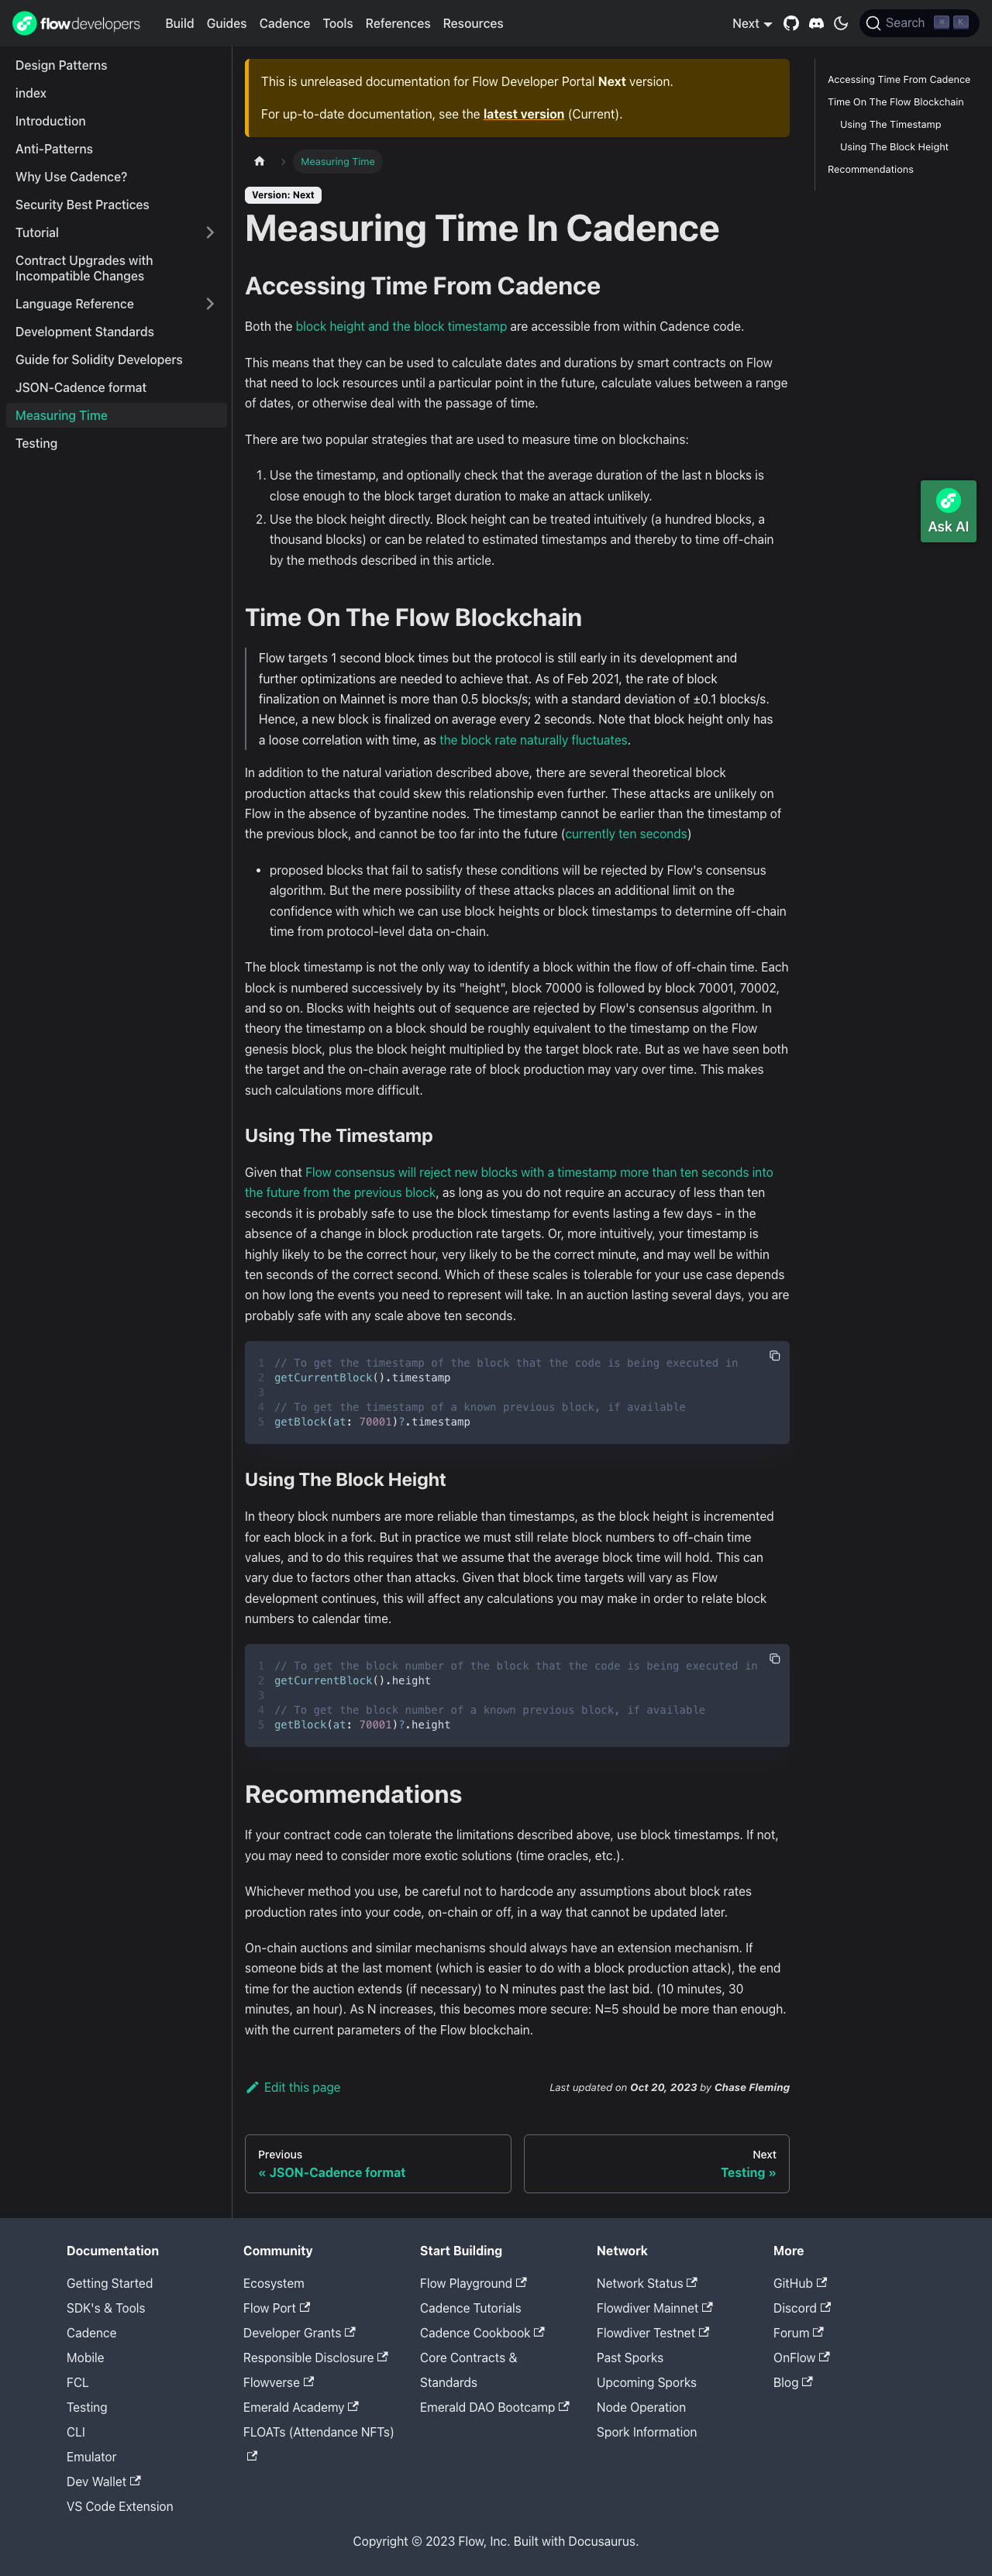 flowdevelopers
Build Guides Cadence Tools References Resources
Next
Search ⌘ K
Design Patterns
index
Introduction
Anti-Patterns
Why Use Cadence?
Security Best Practices
Tutorial
Contract Upgrades with
Incompatible Changes
Language Reference
Development Standards
Guide for Solidity Developers
JSON-Cadence format
Measuring Time
Testing
This is unreleased documentation for Flow Developer Portal Next version.
For up-to-date documentation, see the latest version (Current).
Measuring Time
Version: Next
Measuring Time In Cadence
Accessing Time From Cadence
Both the block height and the block timestamp are accessible from within Cadence code.
This means that they can be used to calculate dates and durations by smart contracts on Flow
that need to lock resources until a particular point in the future, calculate values between a range
of dates, or otherwise deal with the passage of time.
There are two popular strategies that are used to measure time on blockchains:
1. Use the timestamp, and optionally check that the average duration of the last n blocks is
close enough to the block target duration to make an attack unlikely.
2. Use the block height directly. Block height can be treated intuitively (a hundred blocks, a
thousand blocks) or can be related to estimated timestamps and thereby to time off-chain
by the methods described in this article.
Time On The Flow Blockchain
Flow targets 1 second block times but the protocol is still early in its development and
further optimizations are needed to achieve that. As of Feb 2021, the rate of block
finalization on Mainnet is more than 0.5 blocks/s; with a standard deviation of ±0.1 blocks/s.
Hence, a new block is finalized on average every 2 seconds. Note that block height only has
a loose correlation with time, as the block rate naturally fluctuates.
In addition to the natural variation described above, there are several theoretical block
production attacks that could skew this relationship even further. These attacks are unlikely on
Flow in the absence of byzantine nodes. The timestamp cannot be earlier than the timestamp of
the previous block, and cannot be too far into the future (currently ten seconds)
• proposed blocks that fail to satisfy these conditions will be rejected by Flow's consensus
algorithm. But the mere possibility of these attacks places an additional limit on the
confidence with which we can use block heights or block timestamps to determine off-chain
time from protocol-level data on-chain.
The block timestamp is not the only way to identify a block within the flow of off-chain time. Each
block is numbered successively by its "height", block 70000 is followed by block 70001, 70002,
and so on. Blocks with heights out of sequence are rejected by Flow's consensus algorithm. In
theory the timestamp on a block should be roughly equivalent to the timestamp on the Flow
genesis block, plus the block height multiplied by the target block rate. But as we have seen both
the target and the on-chain average rate of block production may vary over time. This makes
such calculations more difficult.
Using The Timestamp
Given that Flow consensus will reject new blocks with a timestamp more than ten seconds into
the future from the previous block, as long as you do not require an accuracy of less than ten
seconds it is probably safe to use the block timestamp for events lasting a few days - in the
absence of a change in block production rate targets. Or, more intuitively, your timestamp is
highly likely to be the correct hour, very likely to be the correct minute, and may well be within
ten seconds of the correct second. Which of these scales is tolerable for your use case depends
on how long the events you need to represent will take. In an auction lasting several days, you are
probably safe with any scale above ten seconds.
1 // To get the timestamp of the block that the code is being executed in
2 getCurrentBlock().timestamp
3
4 // To get the timestamp of a known previous block, if available
5 getBlock(at: 70001)?.timestamp
Using The Block Height
In theory block numbers are more reliable than timestamps, as the block height is incremented
for each block in a fork. But in practice we must still relate block numbers to off-chain time
values, and to do this requires that we assume that the average block time will hold. This can
vary due to factors other than attacks. Given that block time targets will vary as Flow
development continues, this will affect any calculations you may make in order to relate block
numbers to calendar time.
1 // To get the block number of the block that the code is being executed in
2 getCurrentBlock().height
3
4 // To get the block number of a known previous block, if available
5 getBlock(at: 70001)?.height
Recommendations
If your contract code can tolerate the limitations described above, use block timestamps. If not,
you may need to consider more exotic solutions (time oracles, etc.).
Whichever method you use, be careful not to hardcode any assumptions about block rates
production rates into your code, on-chain or off, in a way that cannot be updated later.
On-chain auctions and similar mechanisms should always have an extension mechanism. If
someone bids at the last moment (which is easier to do with a block production attack), the end
time for the auction extends (if necessary) to N minutes past the last bid. (10 minutes, 30
minutes, an hour). As N increases, this becomes more secure: N=5 should be more than enough.
with the current parameters of the Flow blockchain.
Edit this page
Last updated on Oct 20, 2023 by Chase Fleming
Previous
« JSON-Cadence format
Next
Testing »
Accessing Time From Cadence
Time On The Flow Blockchain
Using The Timestamp
Using The Block Height
Recommendations
Ask AI
Documentation
Getting Started
SDK's & Tools
Cadence
Mobile
FCL
Testing
CLI
Emulator
Dev Wallet
VS Code Extension
Community
Ecosystem
Flow Port
Developer Grants
Responsible Disclosure
Flowverse
Emerald Academy
FLOATs (Attendance NFTs)
Start Building
Flow Playground
Cadence Tutorials
Cadence Cookbook
Core Contracts &
Standards
Emerald DAO Bootcamp
Network
Network Status
Flowdiver Mainnet
Flowdiver Testnet
Past Sporks
Upcoming Sporks
Node Operation
Spork Information
More
GitHub
Discord
Forum
OnFlow
Blog
Copyright © 2023 Flow, Inc. Built with Docusaurus.